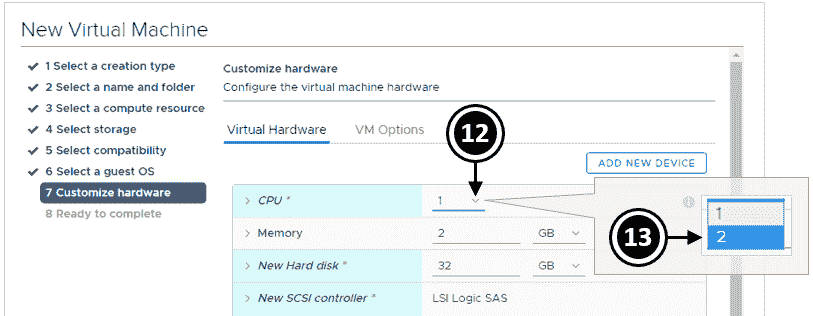 New Virtual Machine
1 Select a creation type
2 Select a name and folder
3 Select a compute resource
4 Select storage
5 Select compatibility
6 Select a guest OS
7 Customize hardware
8 Ready to complete
Customize hardware
Configure the virtual machine hardware
Virtual Hardware VM Options
12
ADD NEW DEVICE
CPU * 1
Memory 2 GB
New Hard disk * 32 GB
New SCSI controller * LSI Logic SAS
1
13 2